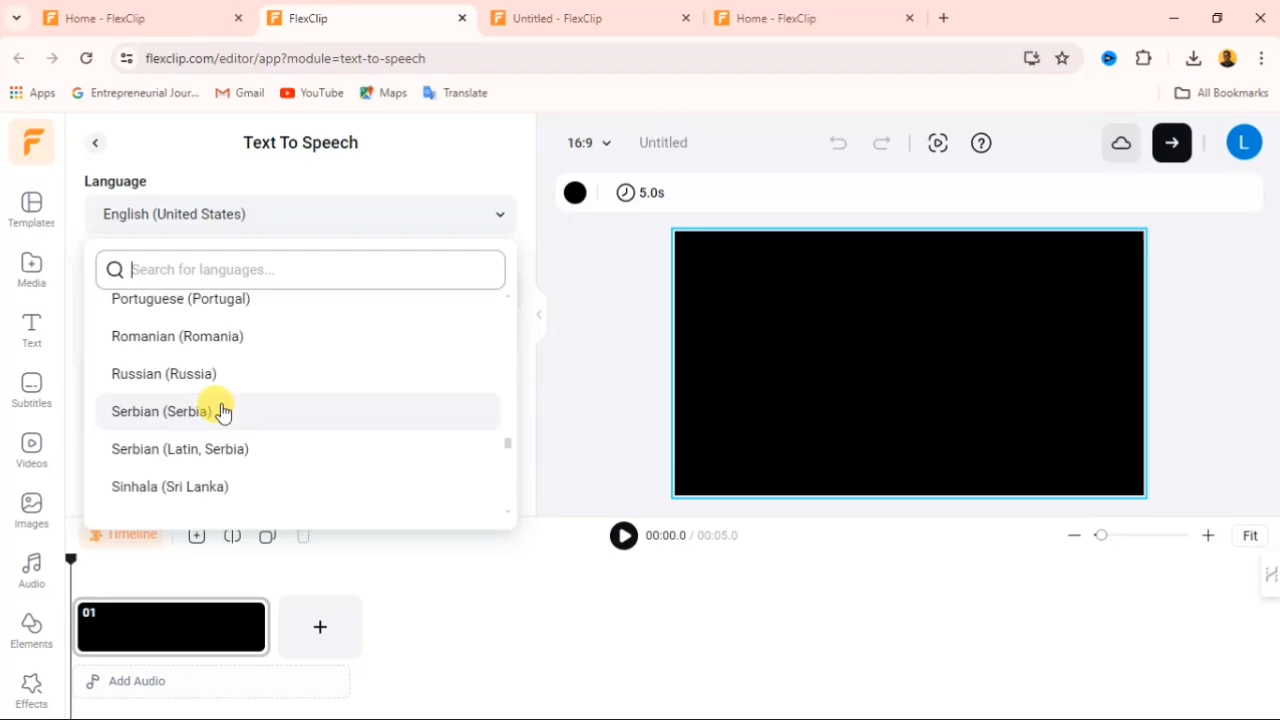 Home - FlexClip
FlexClip
Untitled - FlexClip
Home - FlexClip
flexclip.com/editor/app?module=text-to-speech
Apps
Entrepreneurial Jour...
Gmail
YouTube
Maps
Translate
All Bookmarks
Text To Speech
16:9
Untitled
L
Language
English (United States)
5.0s
Search for languages...
Portuguese (Portugal)
Romanian (Romania)
Russian (Russia)
Serbian (Serbia)
Serbian (Latin, Serbia)
Sinhala (Sri Lanka)
Templates
Media
Text
Subtitles
Videos
Images
Audio
Elements
Effects
Timeline
00:00.0 / 00:05.0
Fit
01
Add Audio